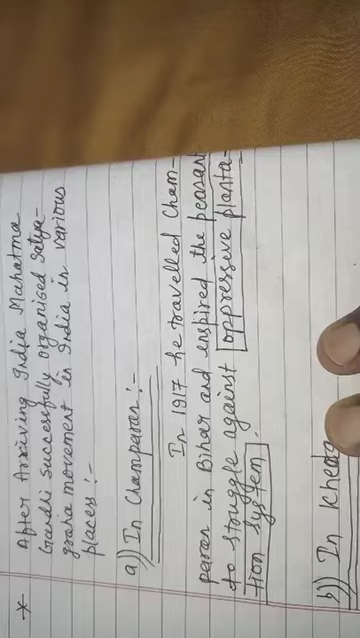 * After Arriving India Mahatma
Gandhi successfully organised Satya-
graha movement in India in various
places :-
a)) In Champaran :-
In 1917 he travelled Cham-
paran in Bihar and inspired the peasant
to struggle against oppressive planta-
tion system.
b)) In Kheda